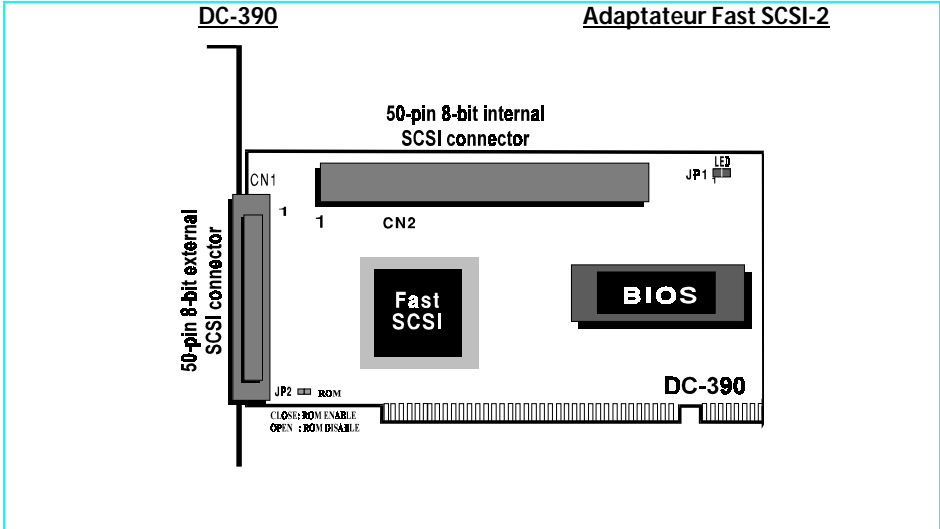 DC-390
Adaptateur Fast SCSI-2
50-pin 8-bit internal
SCSI connector
LED
JP1
1
CN1
1
1
CN2
50-pin 8-bit external
SCSI connector
Fast
SCSI
BIOS
JP2
ROM
DC-390
CLOSE: ROM ENABLE
OPEN : ROM DISABLE